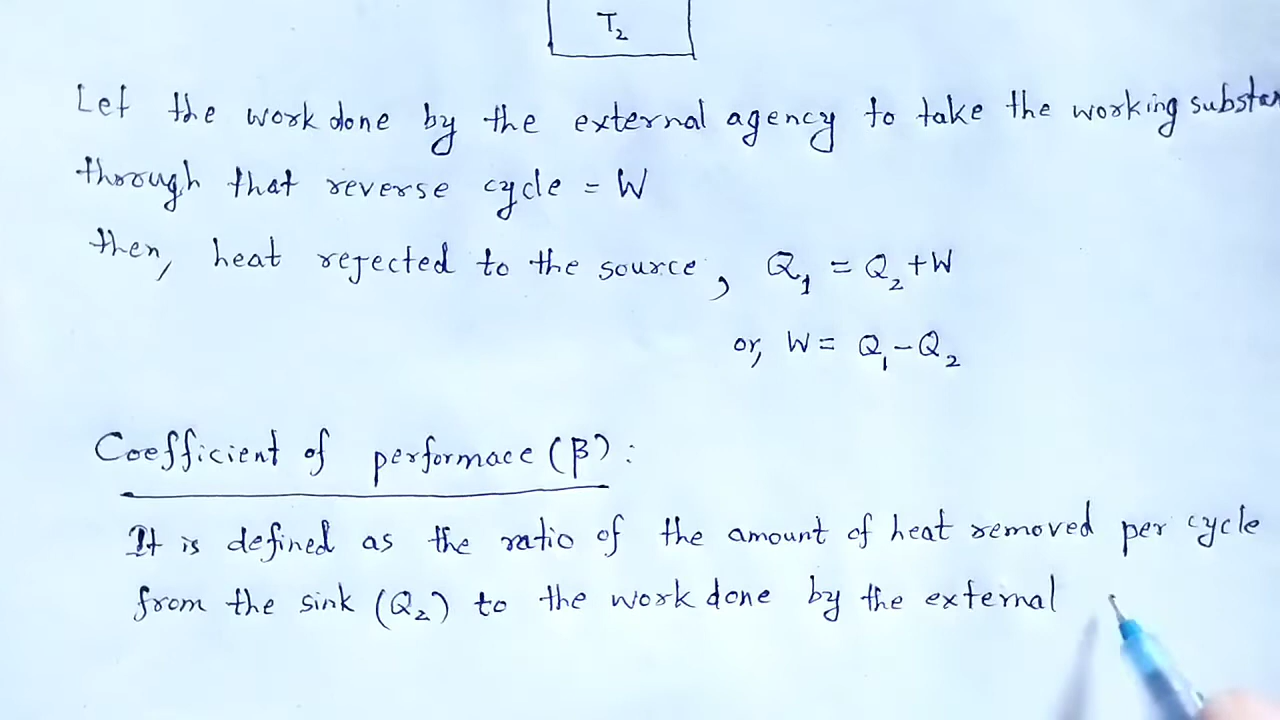 T₂
Let the work done by the external agency to take the working substan
through that reverse cycle = W
then, heat rejected to the source, Q₁ = Q₂ + W
or, W = Q₁ - Q₂
Coefficient of performace (β) :
It is defined as the ratio of the amount of heat removed per cycle
from the sink (Q₂) to the work done by the external